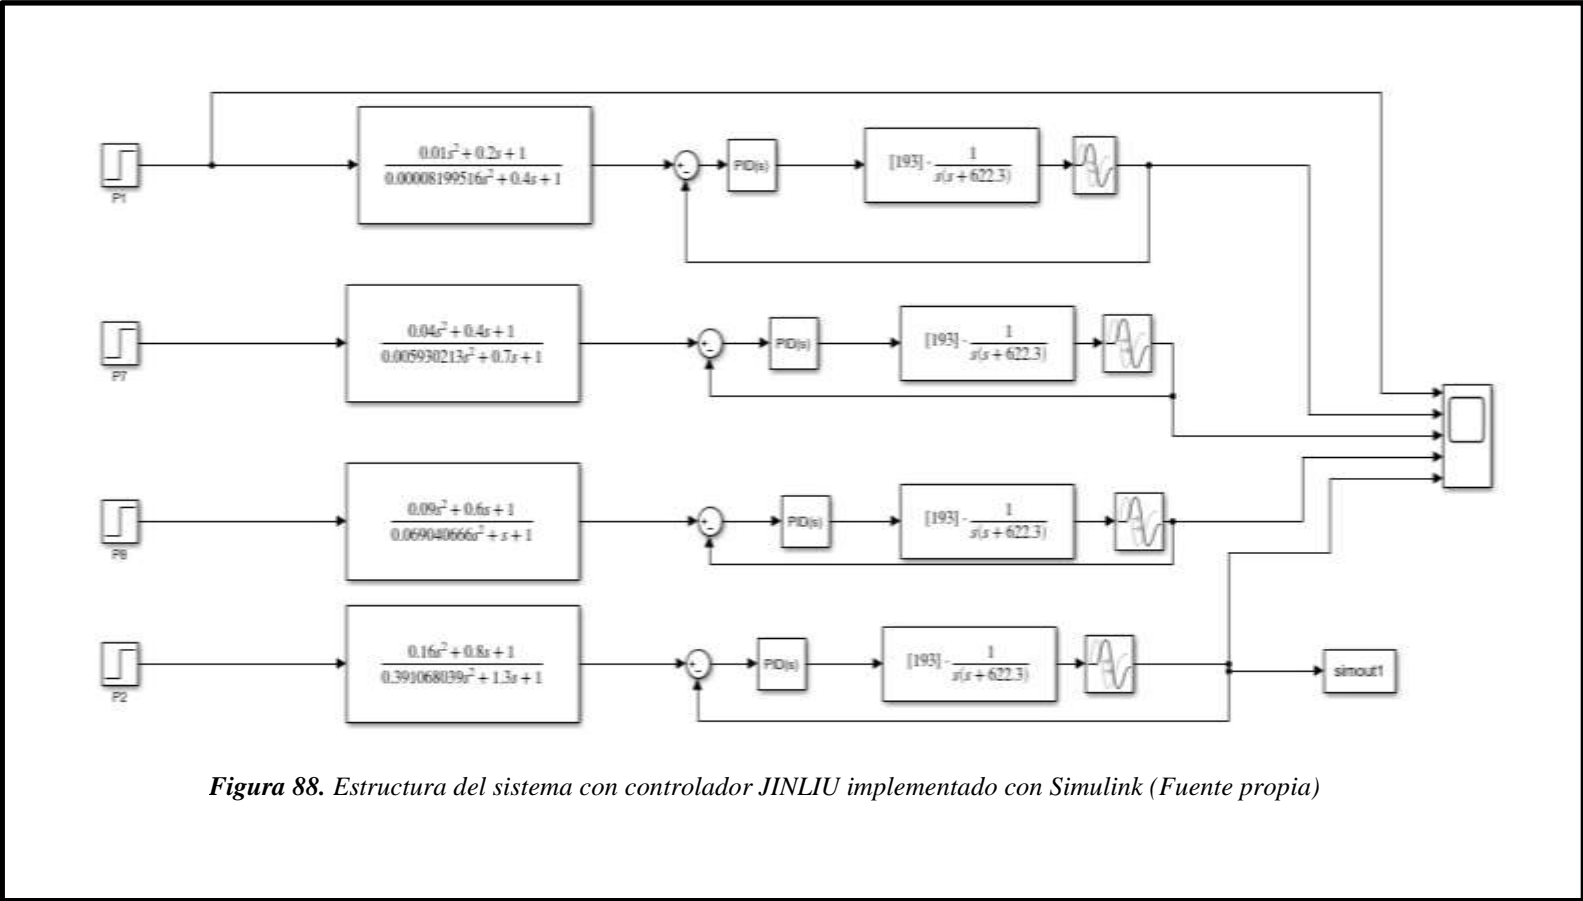 0.01s² + 0.2s + 1
0.00008199516s² + 0.4s + 1
PID(s)
[193] · 1
s(s + 622.3)
P1
0.04s² + 0.4s + 1
0.005930213s² + 0.7s + 1
PID(s)
[193] · 1
s(s + 622.3)
P7
0.09s² + 0.6s + 1
0.069040666s² + s + 1
PID(s)
[193] · 1
s(s + 622.3)
0.16s² + 0.8s + 1
0.391068039s² + 1.3s + 1
PID(s)
[193] · 1
s(s + 622.3)
P2
simout1
Figura 88. Estructura del sistema con controlador JINLIU implementado con Simulink (Fuente propia)